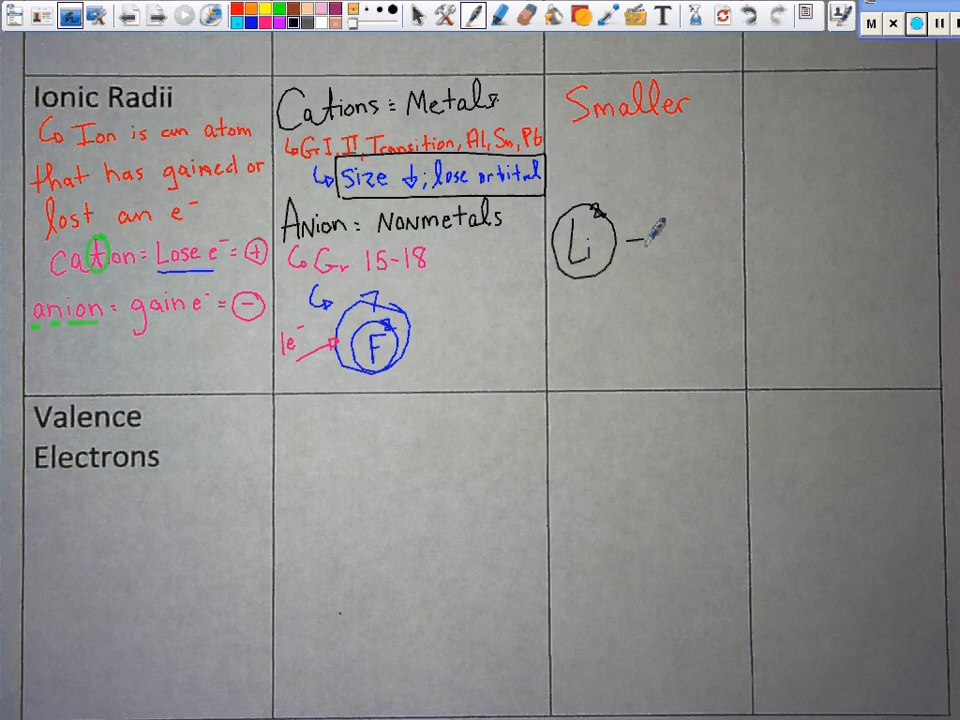 Ionic Radii
↳ Ion is an atom
that has gained or
lost an e⁻
Cation = Lose e⁻ = +
anion = gain e⁻ = −
Cations = Metals
↳ Gr I, II, Transition, Al, Sn, Pb
↳ Size ↓; lose orbital
Anion = Nonmetals
↳ Gr 15-18
↳ 7
2
1e⁻
F
Smaller
2
Li −
Valence
Electrons
M
T